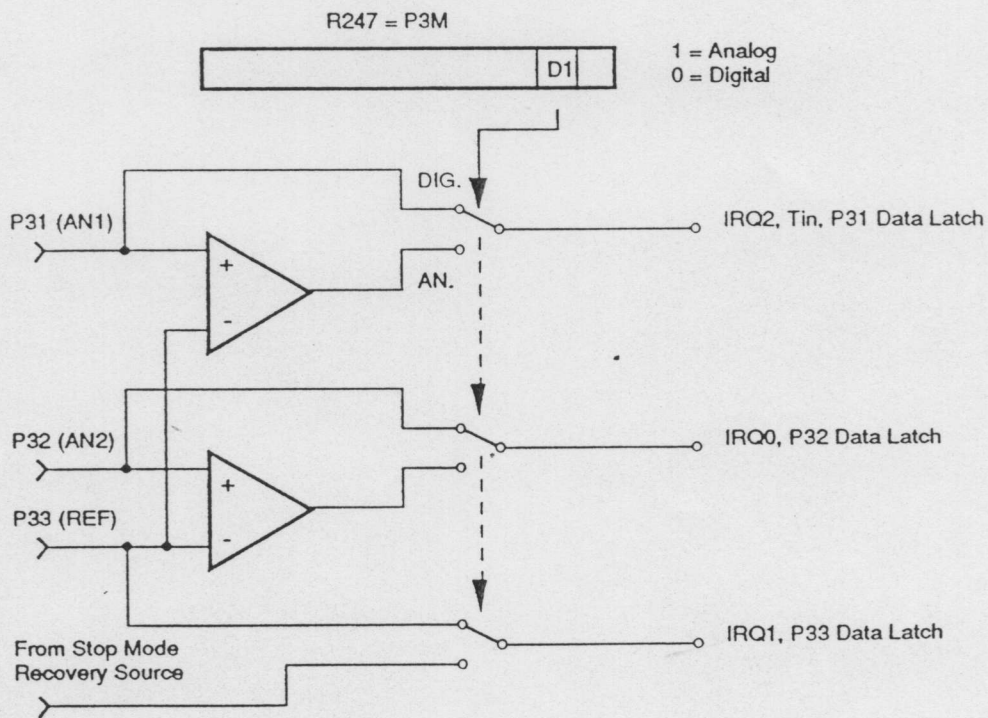 R247 = P3M
D1
1 = Analog
0 = Digital
DIG.
P31 (AN1)
+
-
AN.
IRQ2, Tin, P31 Data Latch
P32 (AN2)
+
-
IRQ0, P32 Data Latch
P33 (REF)
From Stop Mode
Recovery Source
IRQ1, P33 Data Latch